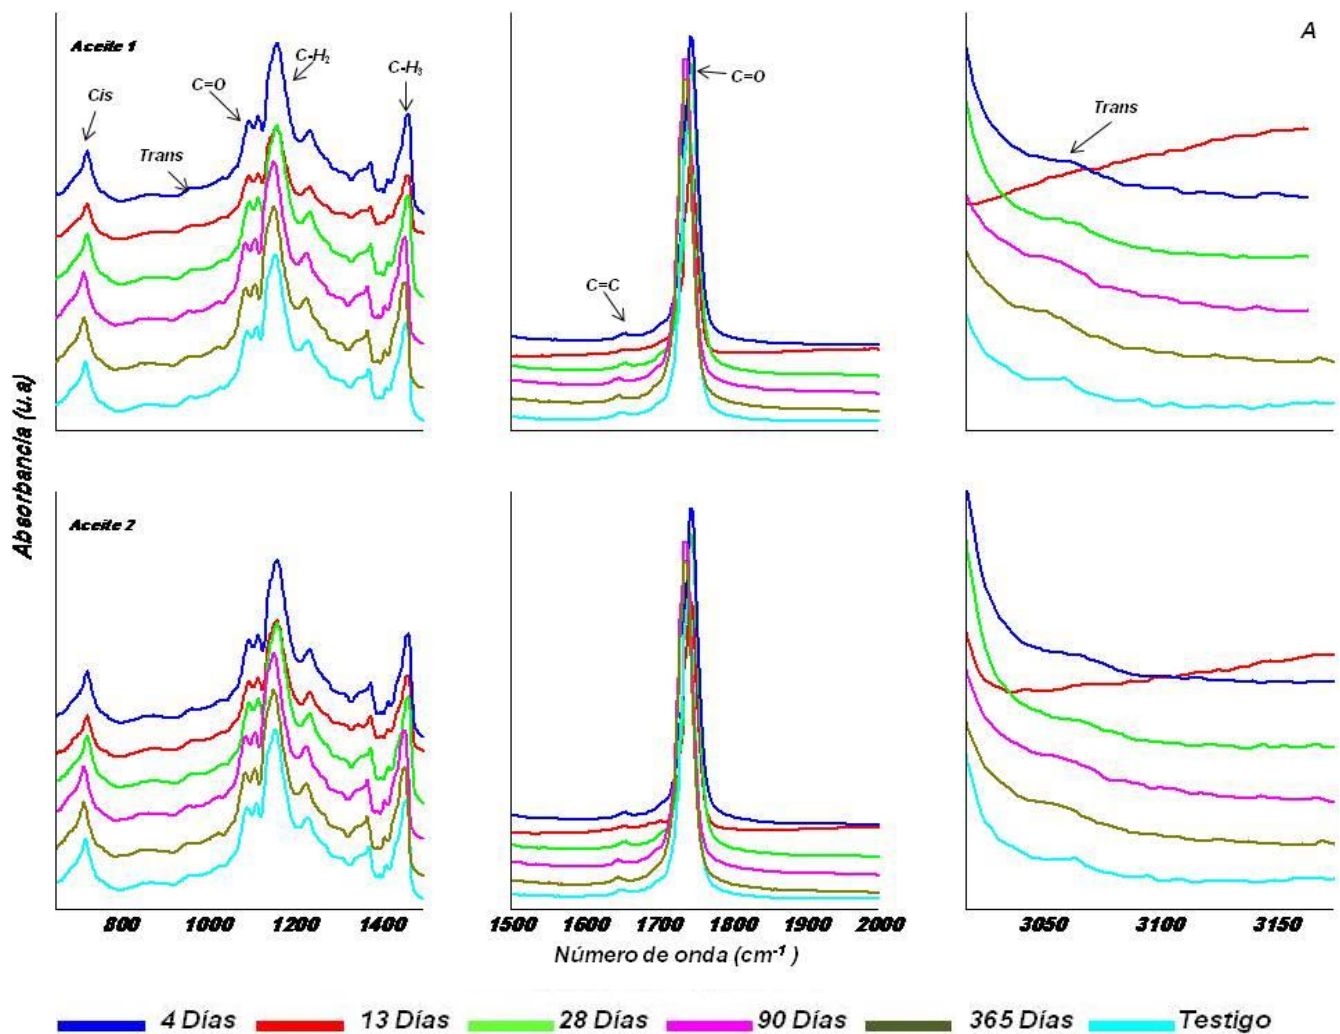 Aceite 1
A
Cis
Trans
C=O
C-H2
C-H3
C=C
C=O
Trans
Absorbancia (u.a)
Aceite 2
800 1000 1200 1400
1500 1600 1700 1800 1900 2000
3050 3100 3150
Número de onda (cm-1 )
4 Días 13 Días 28 Días 90 Días 365 Días Testigo